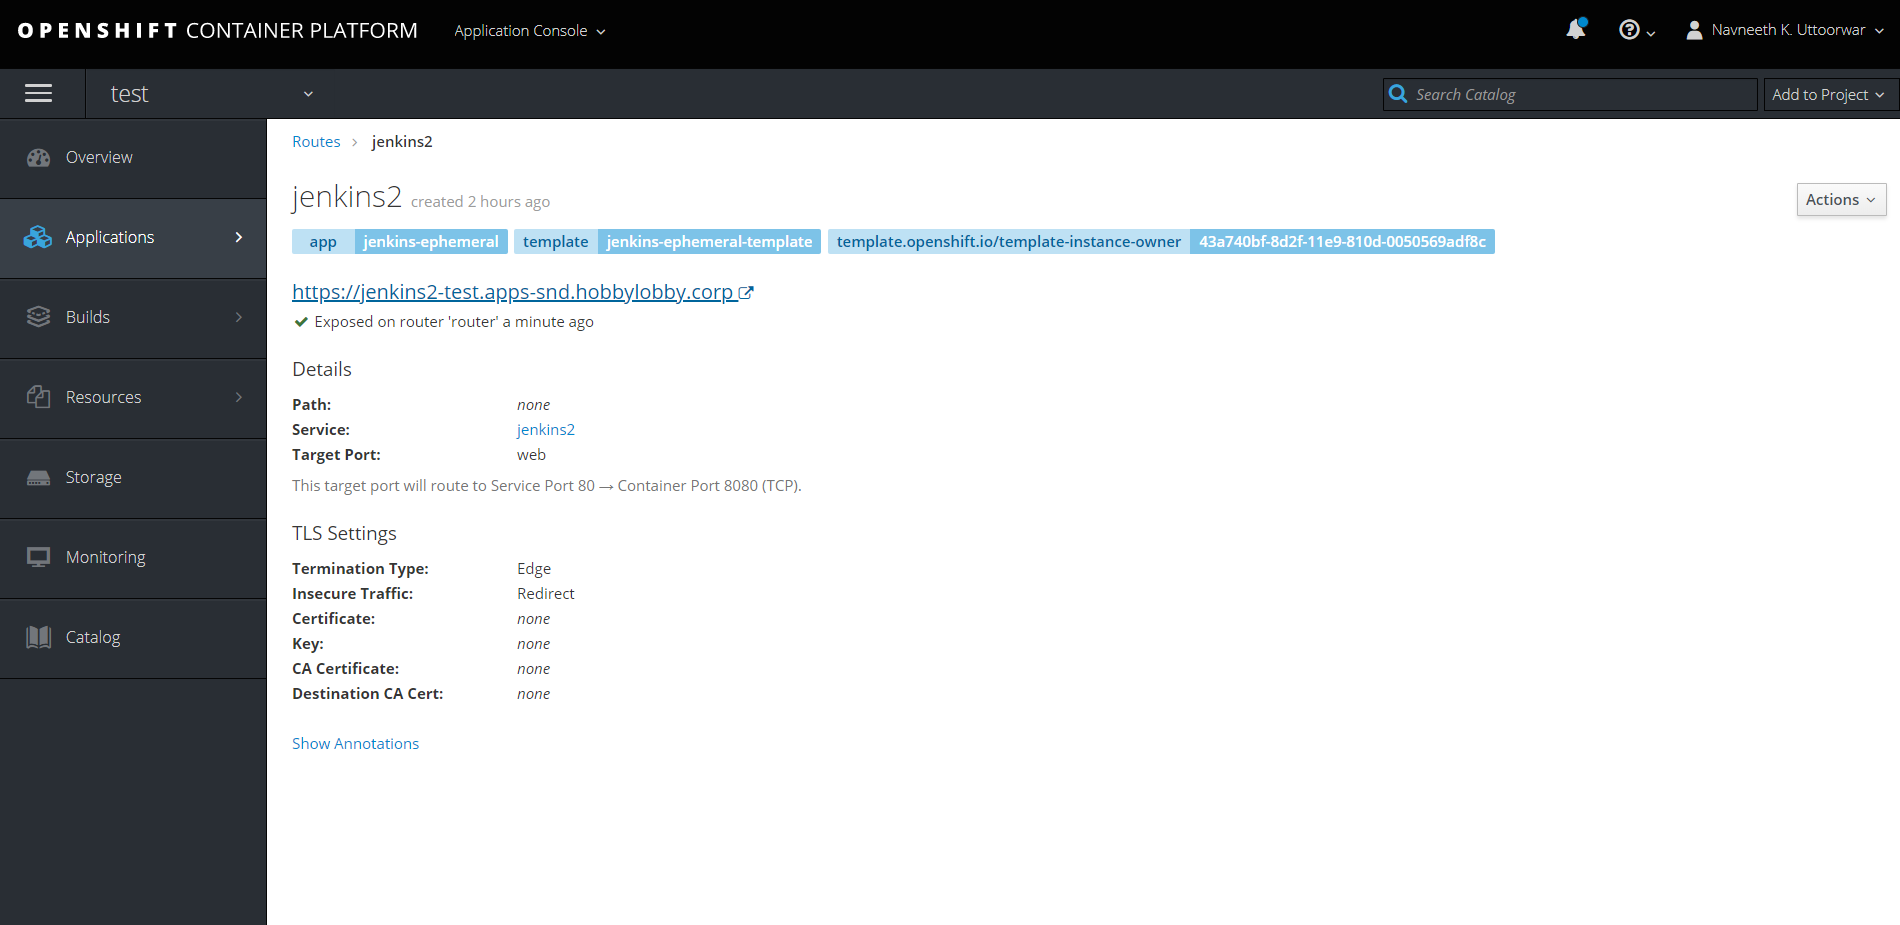 OPENSHIFT CONTAINER PLATFORM Application Console Navneeth K. Uttoorwar
test Search Catalog Add to Project
Overview
Applications
Builds
Resources
Storage
Monitoring
Catalog
Routes > jenkins2
jenkins2 created 2 hours ago Actions
app jenkins-ephemeral template jenkins-ephemeral-template template.openshift.io/template-instance-owner 43a740bf-8d2f-11e9-810d-0050569adf8c
https://jenkins2-test.apps-snd.hobbylobby.corp
Exposed on router 'router' a minute ago
Details
Path: none
Service: jenkins2
Target Port: web
This target port will route to Service Port 80 → Container Port 8080 (TCP).
TLS Settings
Termination Type: Edge
Insecure Traffic: Redirect
Certificate: none
Key: none
CA Certificate: none
Destination CA Cert: none
Show Annotations